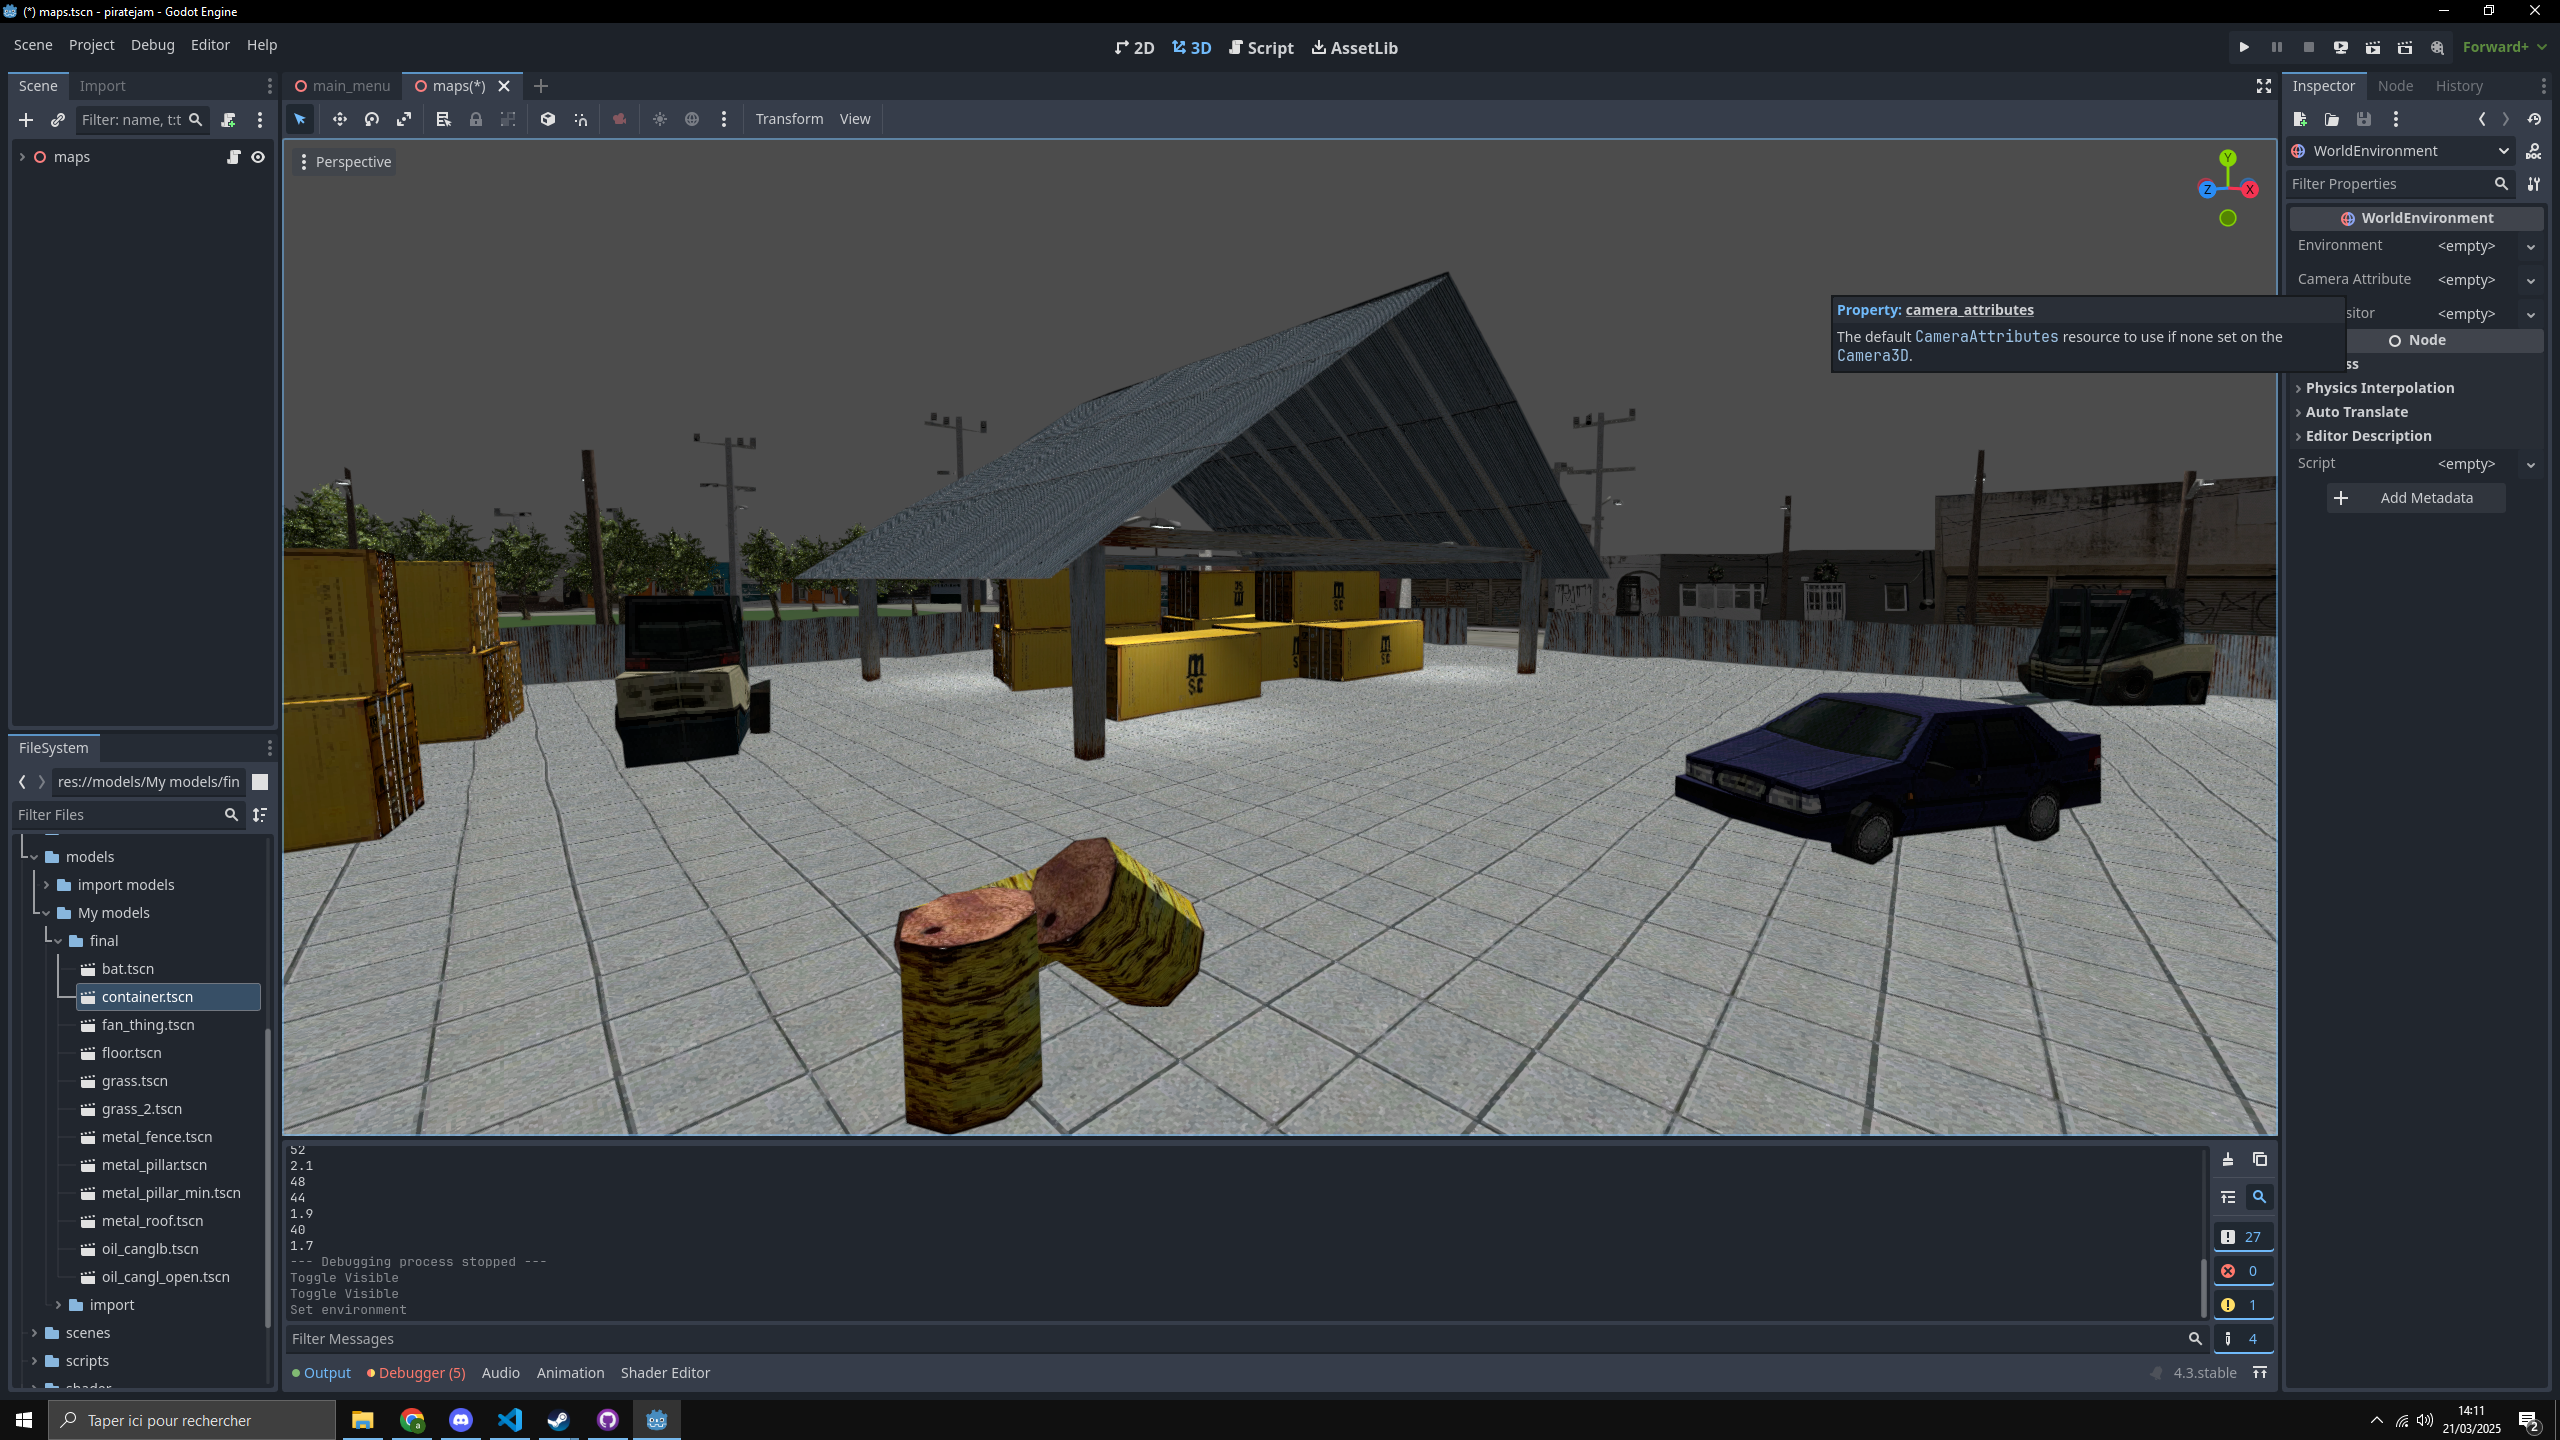 (*) maps.tscn - piratejam - Godot Engine
Scene Project Debug Editor Help
2D 3D Script AssetLib
Forward+
Scene Import
main_menu maps(*)
Inspector Node History
Filter: name, t:t
Transform View
maps
Perspective
Y
Z X
WorldEnvironment
Filter Properties
WorldEnvironment
Environment <empty>
Camera Attribute <empty>
sitor <empty>
Property: camera_attributes
The default CameraAttributes resource to use if none set on the
Camera3D.
Node
ss
Physics Interpolation
Auto Translate
Editor Description
Script <empty>
Add Metadata
FileSystem
res://models/My models/fin
Filter Files
models
import models
My models
final
bat.tscn
container.tscn
fan_thing.tscn
floor.tscn
grass.tscn
grass_2.tscn
metal_fence.tscn
metal_pillar.tscn
metal_pillar_min.tscn
metal_roof.tscn
oil_canglb.tscn
oil_cangl_open.tscn
import
scenes
scripts
shader
m
SC
52
2.1
48
44
1.9
40
1.7
--- Debugging process stopped ---
Toggle Visible
Toggle Visible
Set environment
27
0
1
4
Filter Messages
Output Debugger (5) Audio Animation Shader Editor
4.3.stable
Taper ici pour rechercher
14:11
21/03/2025
2